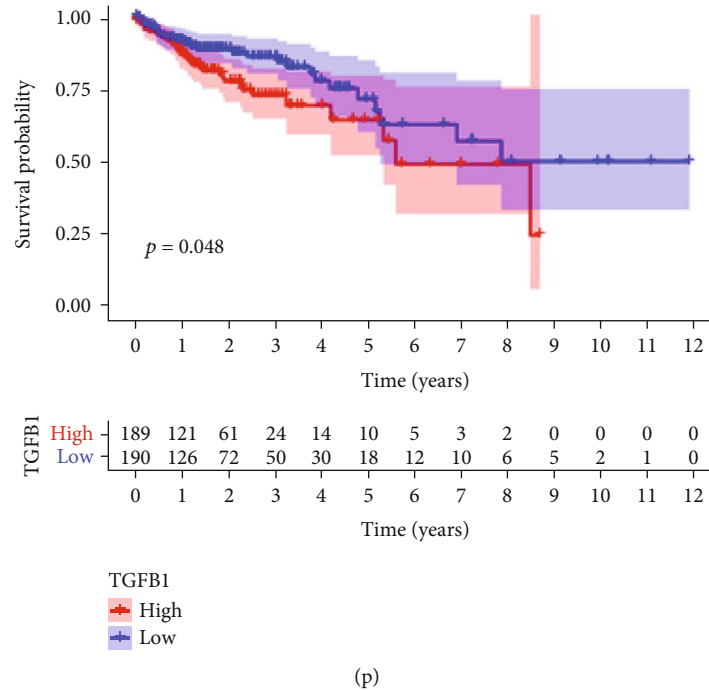 1.00
0.75
0.50
0.25
0.00
Survival probability
p = 0.048
0 1 2 3 4 5 6 7 8 9 10 11 12
Time (years)
TGFB1
High 189 121 61 24 14 10 5 3 2 0 0 0 0
Low 190 126 72 50 30 18 12 10 6 5 2 1 0
0 1 2 3 4 5 6 7 8 9 10 11 12
Time (years)
TGFB1
High
Low
(p)